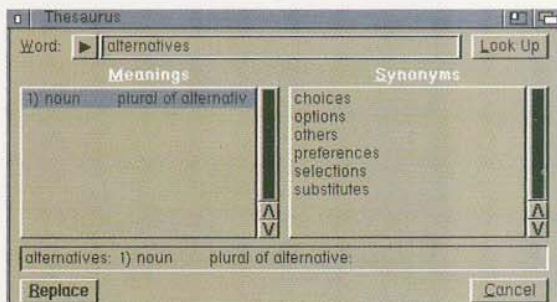 Thesaurus
Word: alternatives Look Up
Meanings
1) noun plural of alternativ
Synonyms
choices
options
others
preferences
selections
substitutes
alternatives: 1) noun plural of alternative:
Replace Cancel